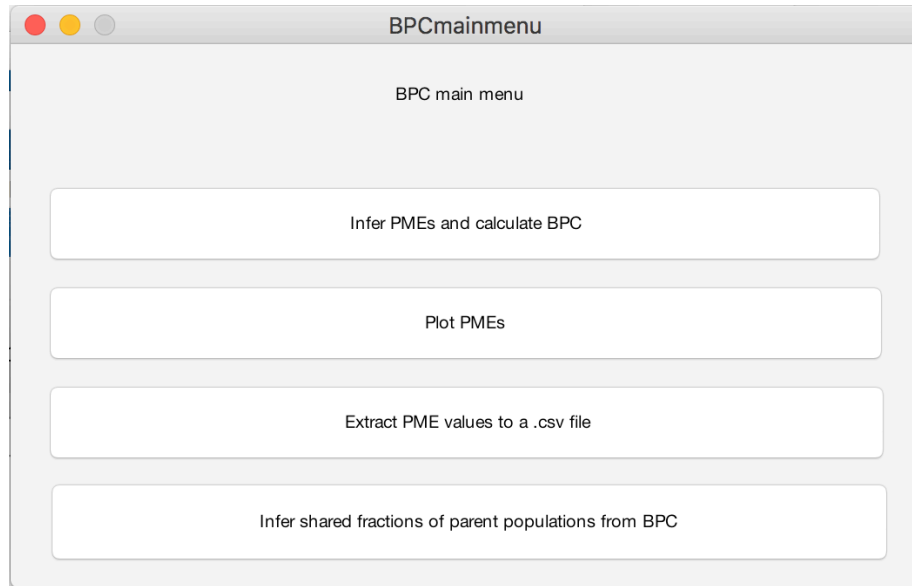 BPCmainmenu
BPC main menu
Infer PMEs and calculate BPC
Plot PMEs
Extract PME values to a .csv file
Infer shared fractions of parent populations from BPC